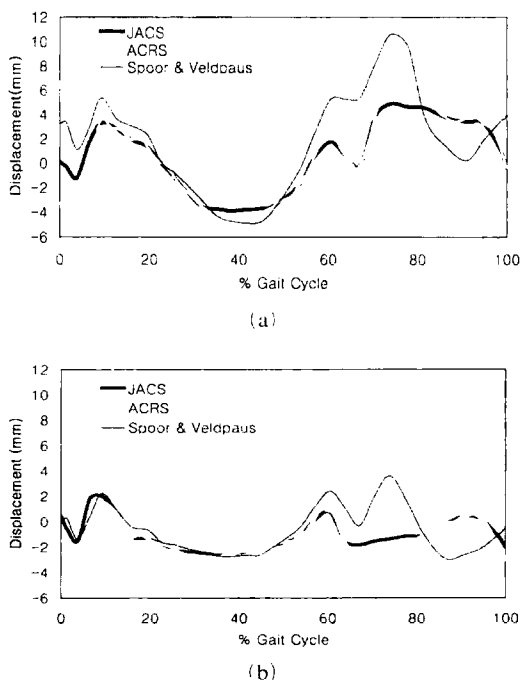 12
10
8
6
4
2
0
-2
-4
-6
Displacement(mm)
JACS
ACRS
Spoor & Veldpaus
0 20 40 60 80 100
% Gait Cycle
(a)
12
10
8
6
4
2
0
-2
-4
-6
Displacement (mm)
JACS
ACRS
Spoor & Veldpaus
0 20 40 60 80 100
% Gait Cycle
(b)